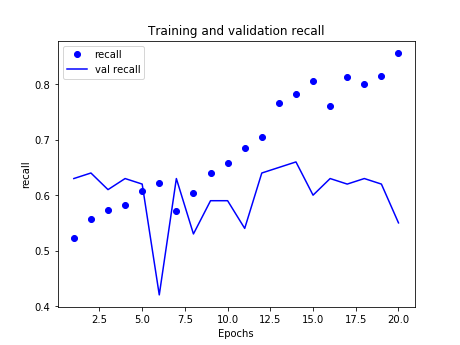 Training and validation recall
recall
val recall
0.8
0.7
0.6
0.5
0.4
recall
2.5 5.0 7.5 10.0 12.5 15.0 17.5 20.0
Epochs